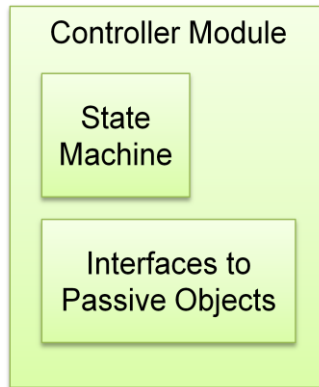 Controller Module
State
Machine
Interfaces to
Passive Objects